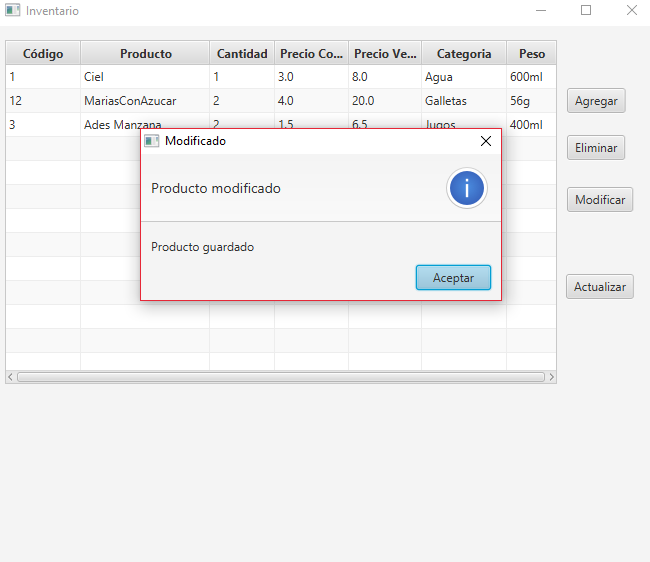 Inventario
Código Producto Cantidad Precio Co... Precio Ve... Categoria Peso
1 Ciel 1 3.0 8.0 Agua 600ml
12 MariasConAzucar 2 4.0 20.0 Galletas 56g
3 Ades Manzana 2 1.5 6.5 Jugos 400ml
Agregar
Eliminar
Modificar
Actualizar
Modificado
Producto modificado
i
Producto guardado
Aceptar